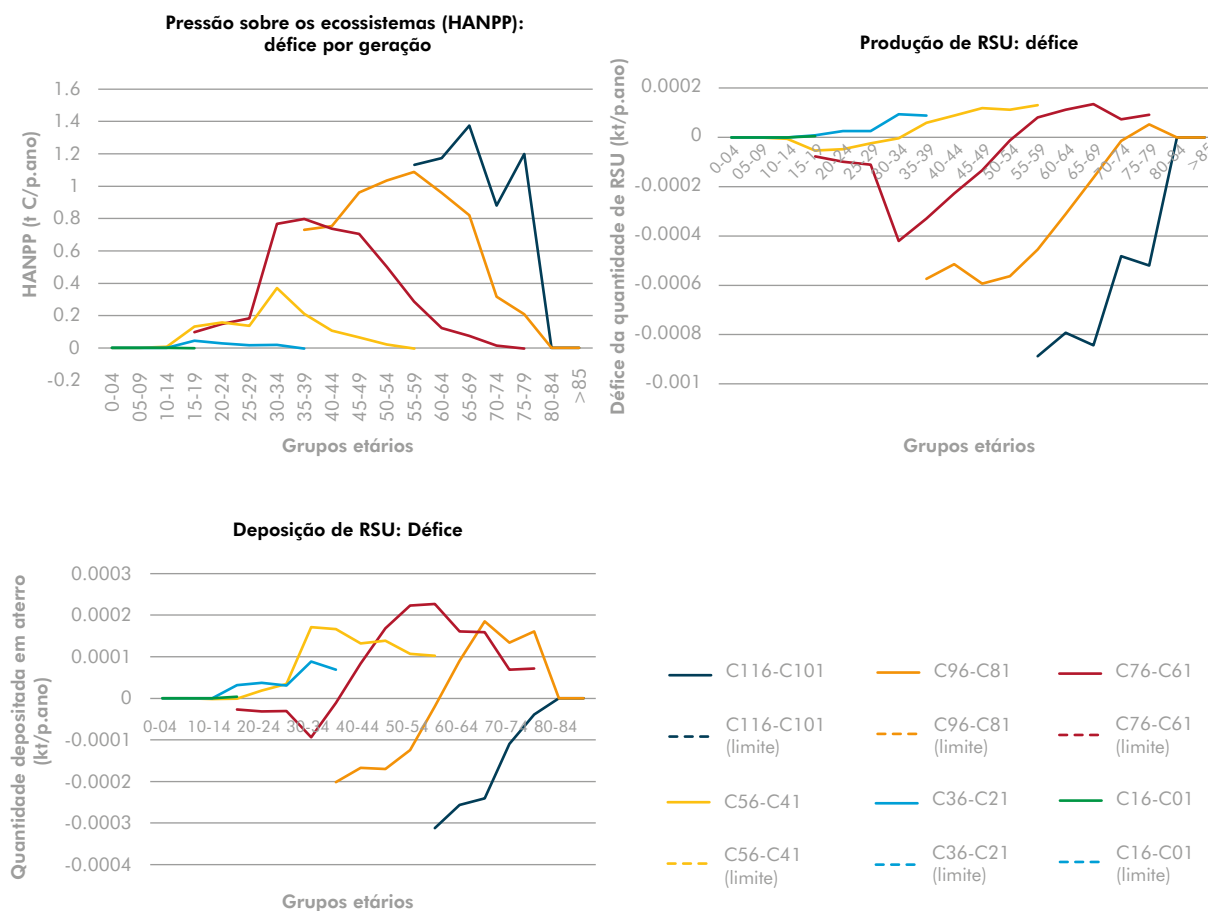 Pressão sobre os ecossistemas (HANPP):
défice por geração
HANPP (t C/p.ano)
1.6
1.4
1.2
1
0.8
0.6
0.4
0.2
0
-0.2
0-04
05-09
10-14
15-19
20-24
25-29
30-34
35-39
40-44
45-49
50-54
55-59
60-64
65-69
70-74
75-79
80-84
>85
Grupos etários
Produção de RSU: défice
Défice da quantidade de RSU (kt/p.ano)
0.0002
0
-0.0002
-0.0004
-0.0006
-0.0008
-0.001
0-04
05-09
10-14
15-19
20-24
25-29
30-34
35-39
40-44
45-49
50-54
55-59
60-64
65-69
70-74
75-79
80-84
>85
Grupos etários
Deposição de RSU: Défice
Quantidade depositada em aterro
(kt/p.ano)
0.0003
0.0002
0.0001
0
-0.0001
-0.0002
-0.0003
-0.0004
0-04
10-14
20-24
30-34
40-44
50-54
60-64
70-74
80-84
Grupos etários
C116-C101
C96-C81
C76-C61
C116-C101
(limite)
C96-C81
(limite)
C76-C61
(limite)
C56-C41
C36-C21
C16-C01
C56-C41
(limite)
C36-C21
(limite)
C16-C01
(limite)